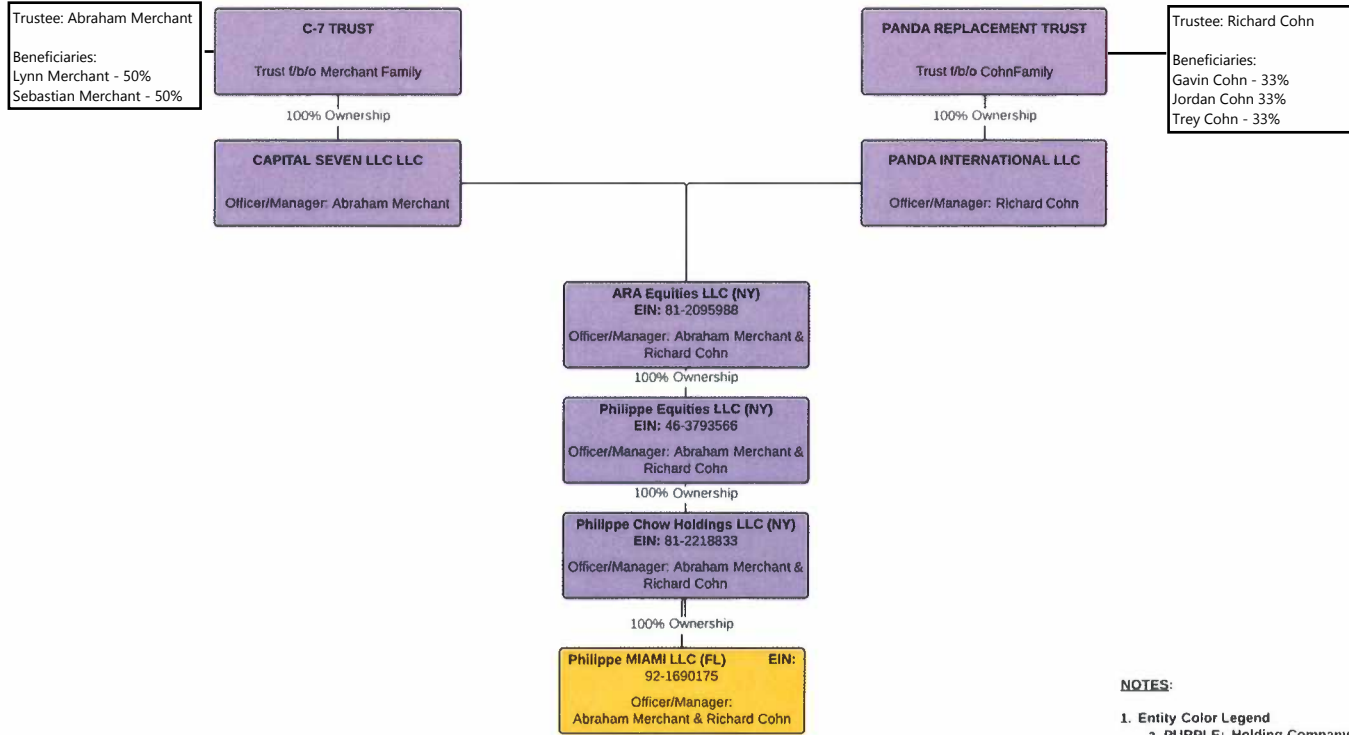 Trustee: Abraham Merchant
Beneficiaries:
Lynn Merchant - 50%
Sebastian Merchant - 50%
C-7 TRUST
Trust f/b/o Merchant Family
PANDA REPLACEMENT TRUST
Trust f/b/o CohnFamily
Trustee: Richard Cohn
Beneficiaries:
Gavin Cohn - 33%
Jordan Cohn 33%
Trey Cohn - 33%
100% Ownership
100% Ownership
CAPITAL SEVEN LLC LLC
Officer/Manager: Abraham Merchant
PANDA INTERNATIONAL LLC
Officer/Manager: Richard Cohn
ARA Equities LLC (NY)
EIN: 81-2095988
Officer/Manager: Abraham Merchant &
Richard Cohn
100% Ownership
Philippe Equities LLC (NY)
EIN: 46-3793566
Officer/Manager: Abraham Merchant &
Richard Cohn
100% Ownership
Philippe Chow Holdings LLC (NY)
EIN: 81-2218833
Officer/Manager: Abraham Merchant &
Richard Cohn
100% Ownership
Philippe MIAMI LLC (FL) EIN:
92-1690175
Officer/Manager:
Abraham Merchant & Richard Cohn
NOTES:
1. Entity Color Legend
a. PURPLE: Holding Company